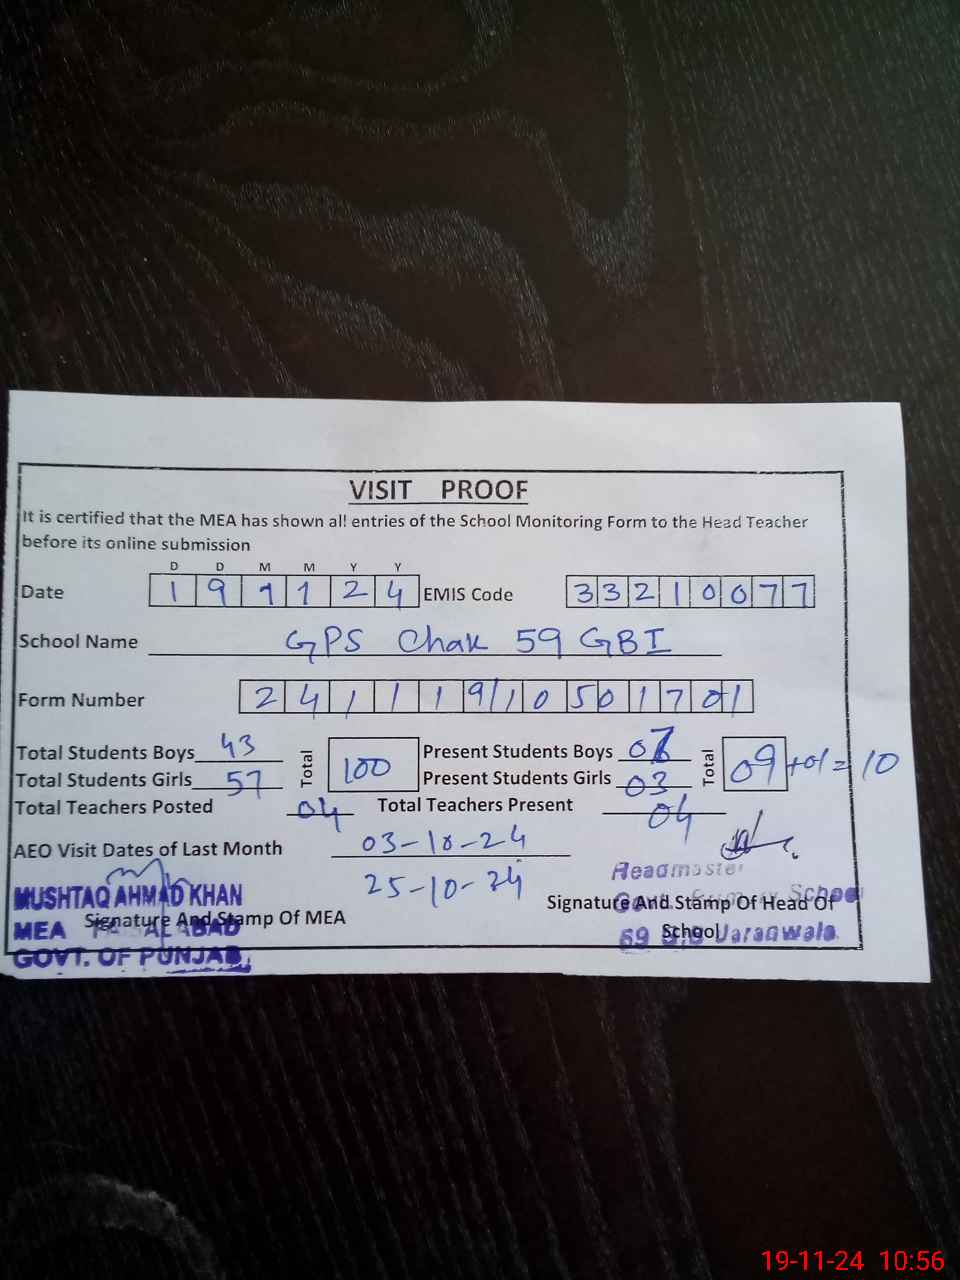 VISIT PROOF
It is certified that the MEA has shown all entries of the School Monitoring Form to the Head Teacher
before its online submission
D D M M Y Y
Date 1 9 1 1 2 4 EMIS Code 3 3 2 1 0 0 7 7
School Name GPS Chak 59 GBI
Form Number 2 4 1 1 1 9 1 0 5 0 1 7 0 1
Total Students Boys 43 Total 100 Present Students Boys Total 09 +01= 10
Total Students Girls 57 Present Students Girls 03
Total Teachers Posted 04 Total Teachers Present 04
AEO Visit Dates of Last Month 03-10-24
25-10-24
MUSHTAQ AHMAD KHAN
MEA FAISALABAD
GOVT. OF PUNJAB
Signature And Stamp Of MEA
Headmaster
Govt. School
59 G.B Jaranwala
Signature And Stamp Of Head Of
School
19-11-24 10:56